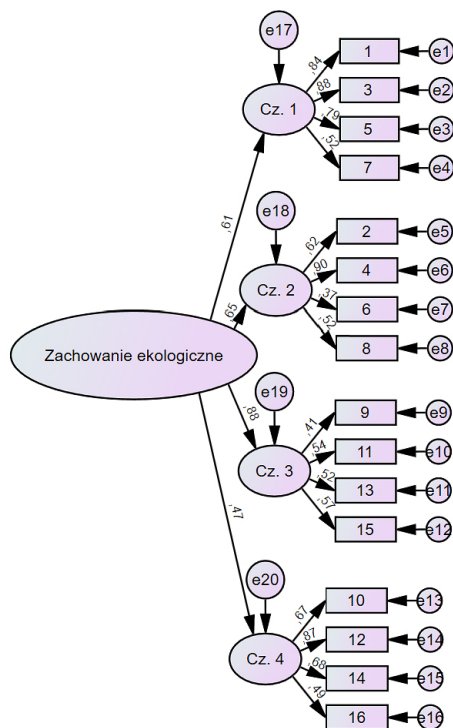 e17
,84
1
e1
,88
3
e2
Cz. 1
,79
5
e3
,52
7
e4
,61
e18
,62
2
e5
,90
4
e6
Cz. 2
,37
6
e7
,52
8
e8
,65
Zachowanie ekologiczne
,88
e19
,41
9
e9
,54
11
e10
Cz. 3
,52
13
e11
,57
15
e12
,47
e20
,67
10
e13
,87
12
e14
Cz. 4
,68
14
e15
,49
16
e16